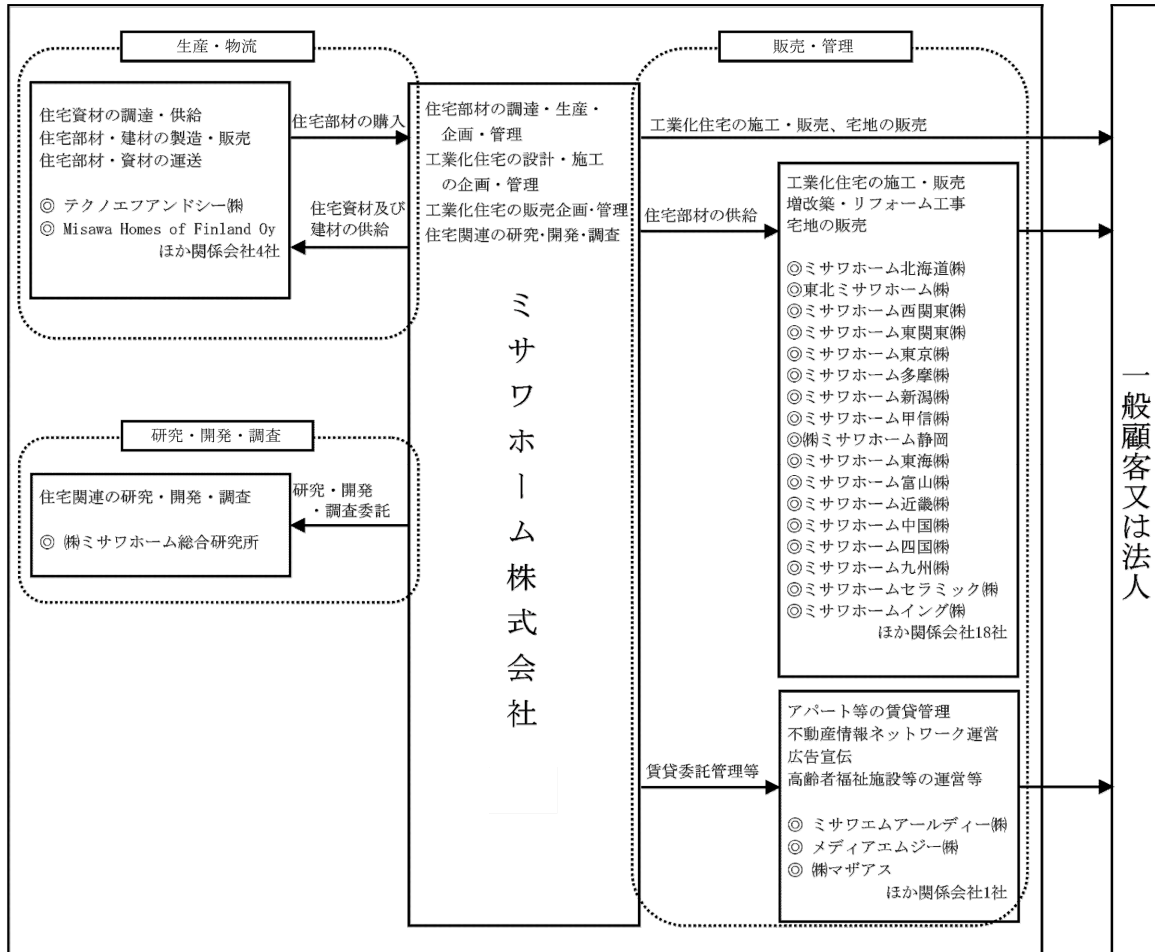 生産・物流
住宅資材の調達・供給
住宅部材・建材の製造・販売
住宅部材・資材の運送
◎ テクノエフアンドシー㈱
◎ Misawa Homes of Finland Oy
ほか関係会社4社
住宅部材の購入
住宅資材及び
建材の供給
研究・開発・調査
住宅関連の研究・開発・調査
◎ ㈱ミサワホーム総合研究所
研究・開発
・調査委託
住宅部材の調達・生産・
企画・管理
工業化住宅の設計・施工
の企画・管理
工業化住宅の販売企画・管理
住宅関連の研究・開発・調査
ミサワホーム株式会社
販売・管理
工業化住宅の施工・販売、宅地の販売
住宅部材の供給
工業化住宅の施工・販売
増改築・リフォーム工事
宅地の販売
◎ミサワホーム北海道㈱
◎東北ミサワホーム㈱
◎ミサワホーム西関東㈱
◎ミサワホーム東関東㈱
◎ミサワホーム東京㈱
◎ミサワホーム多摩㈱
◎ミサワホーム新潟㈱
◎ミサワホーム甲信㈱
◎㈱ミサワホーム静岡
◎ミサワホーム東海㈱
◎ミサワホーム富山㈱
◎ミサワホーム近畿㈱
◎ミサワホーム中国㈱
◎ミサワホーム四国㈱
◎ミサワホーム九州㈱
◎ミサワホームセラミック㈱
◎ミサワホームイング㈱
ほか関係会社18社
賃貸委託管理等
アパート等の賃貸管理
不動産情報ネットワーク運営
広告宣伝
高齢者福祉施設等の運営等
◎ ミサワエムアールディー㈱
◎ メディアエムジー㈱
◎ ㈱マザアス
ほか関係会社1社
一般顧客又は法人